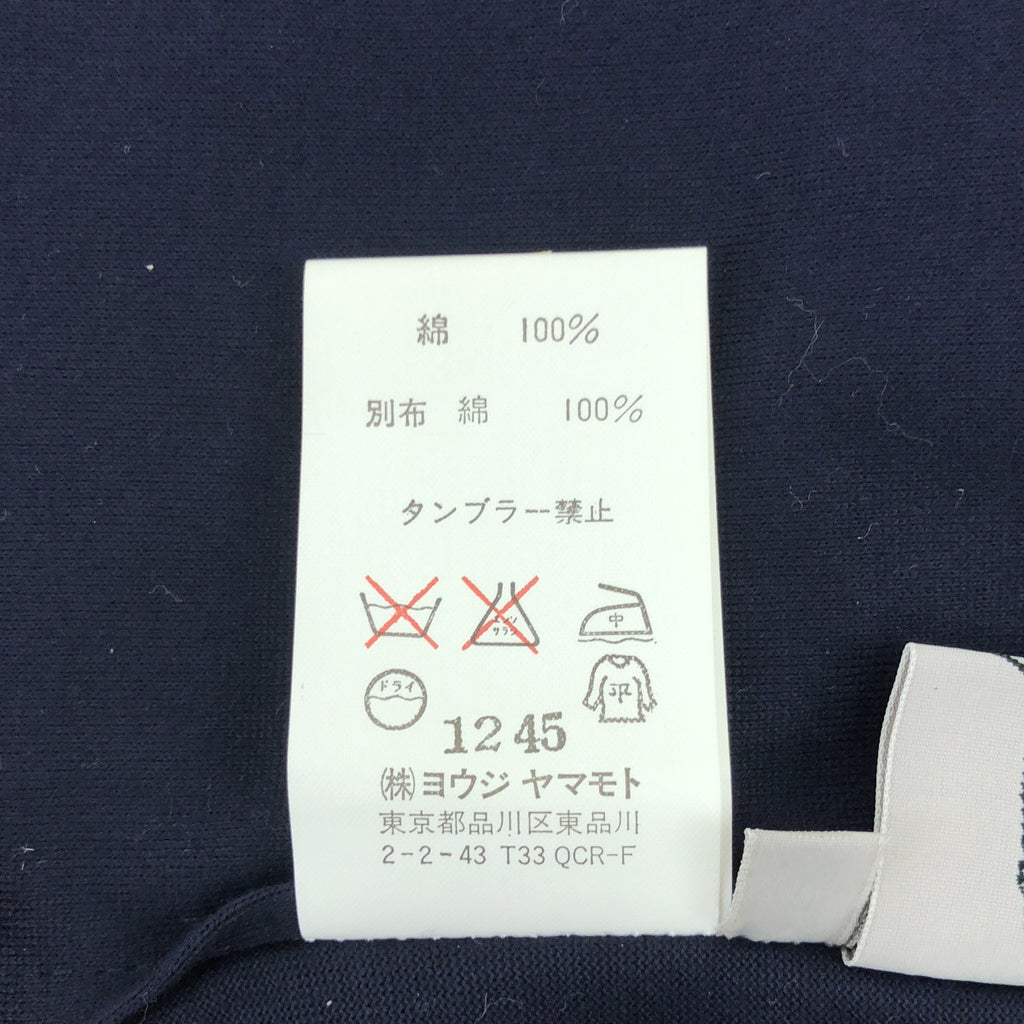 綿 100%
別布 綿 100%
タンブラー禁止
エンソ
サラシ
中
ドライ
平
1245
㈱ヨウジ ヤマモト
東京都品川区東品川
2-2-43 T33 QCR-F